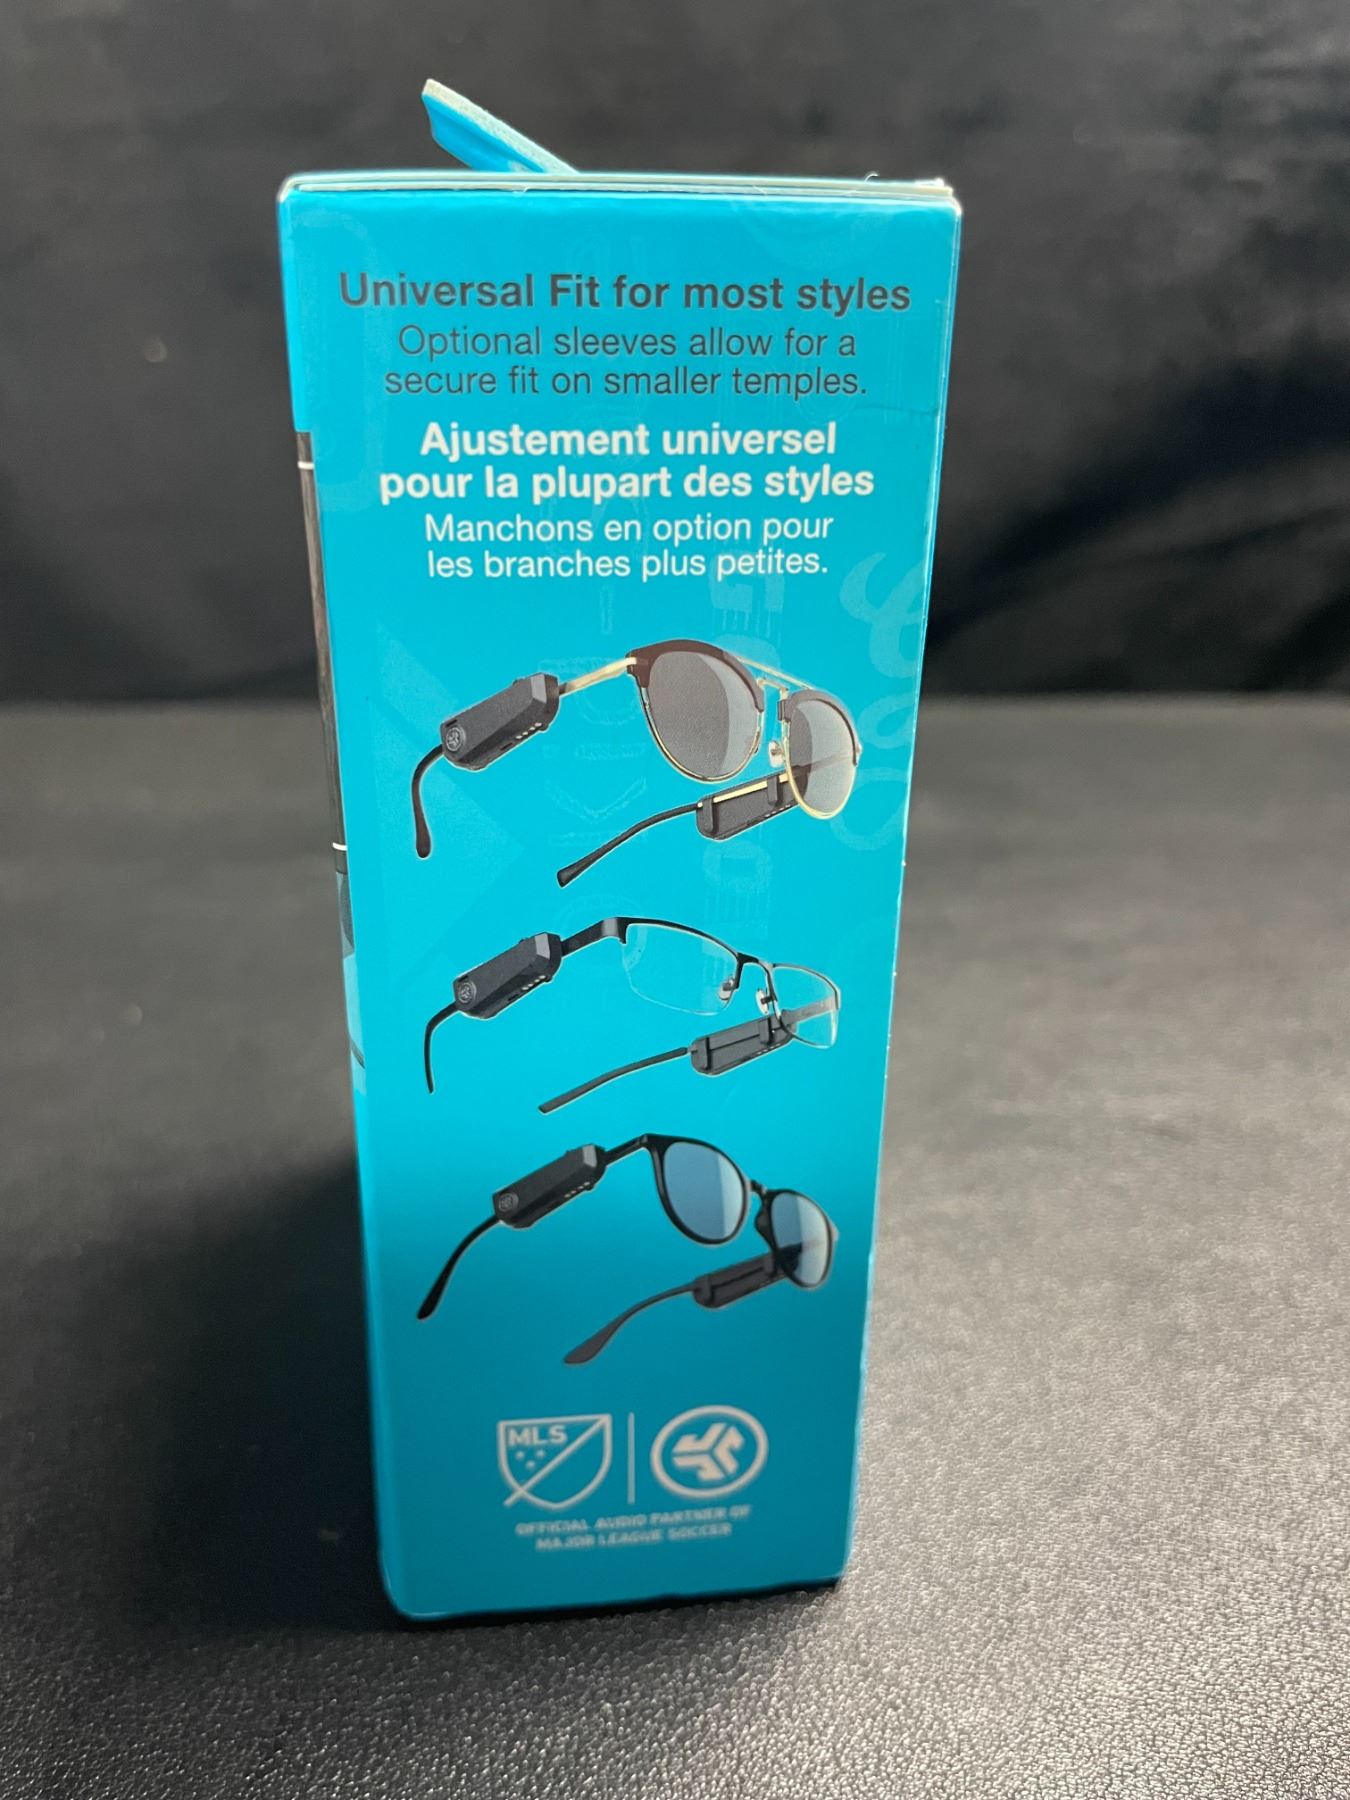 Universal Fit for most styles
Optional sleeves allow for a
secure fit on smaller temples.
Ajustement universel
pour la plupart des styles
Manchons en option pour
les branches plus petites.
MLS
OFFICIAL AUDIO PARTNER OF
MAJOR LEAGUE SOCCER